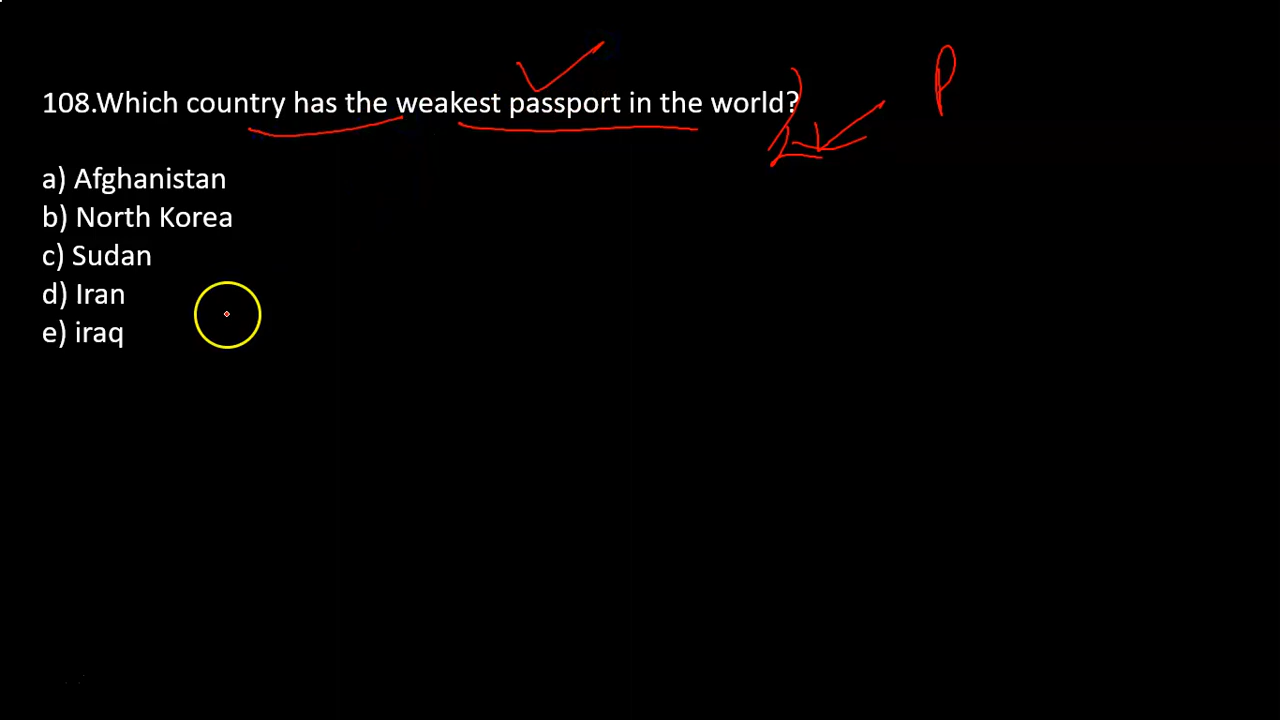 108.Which country has the weakest passport in the world?
P
a) Afghanistan
b) North Korea
c) Sudan
d) Iran
e) iraq